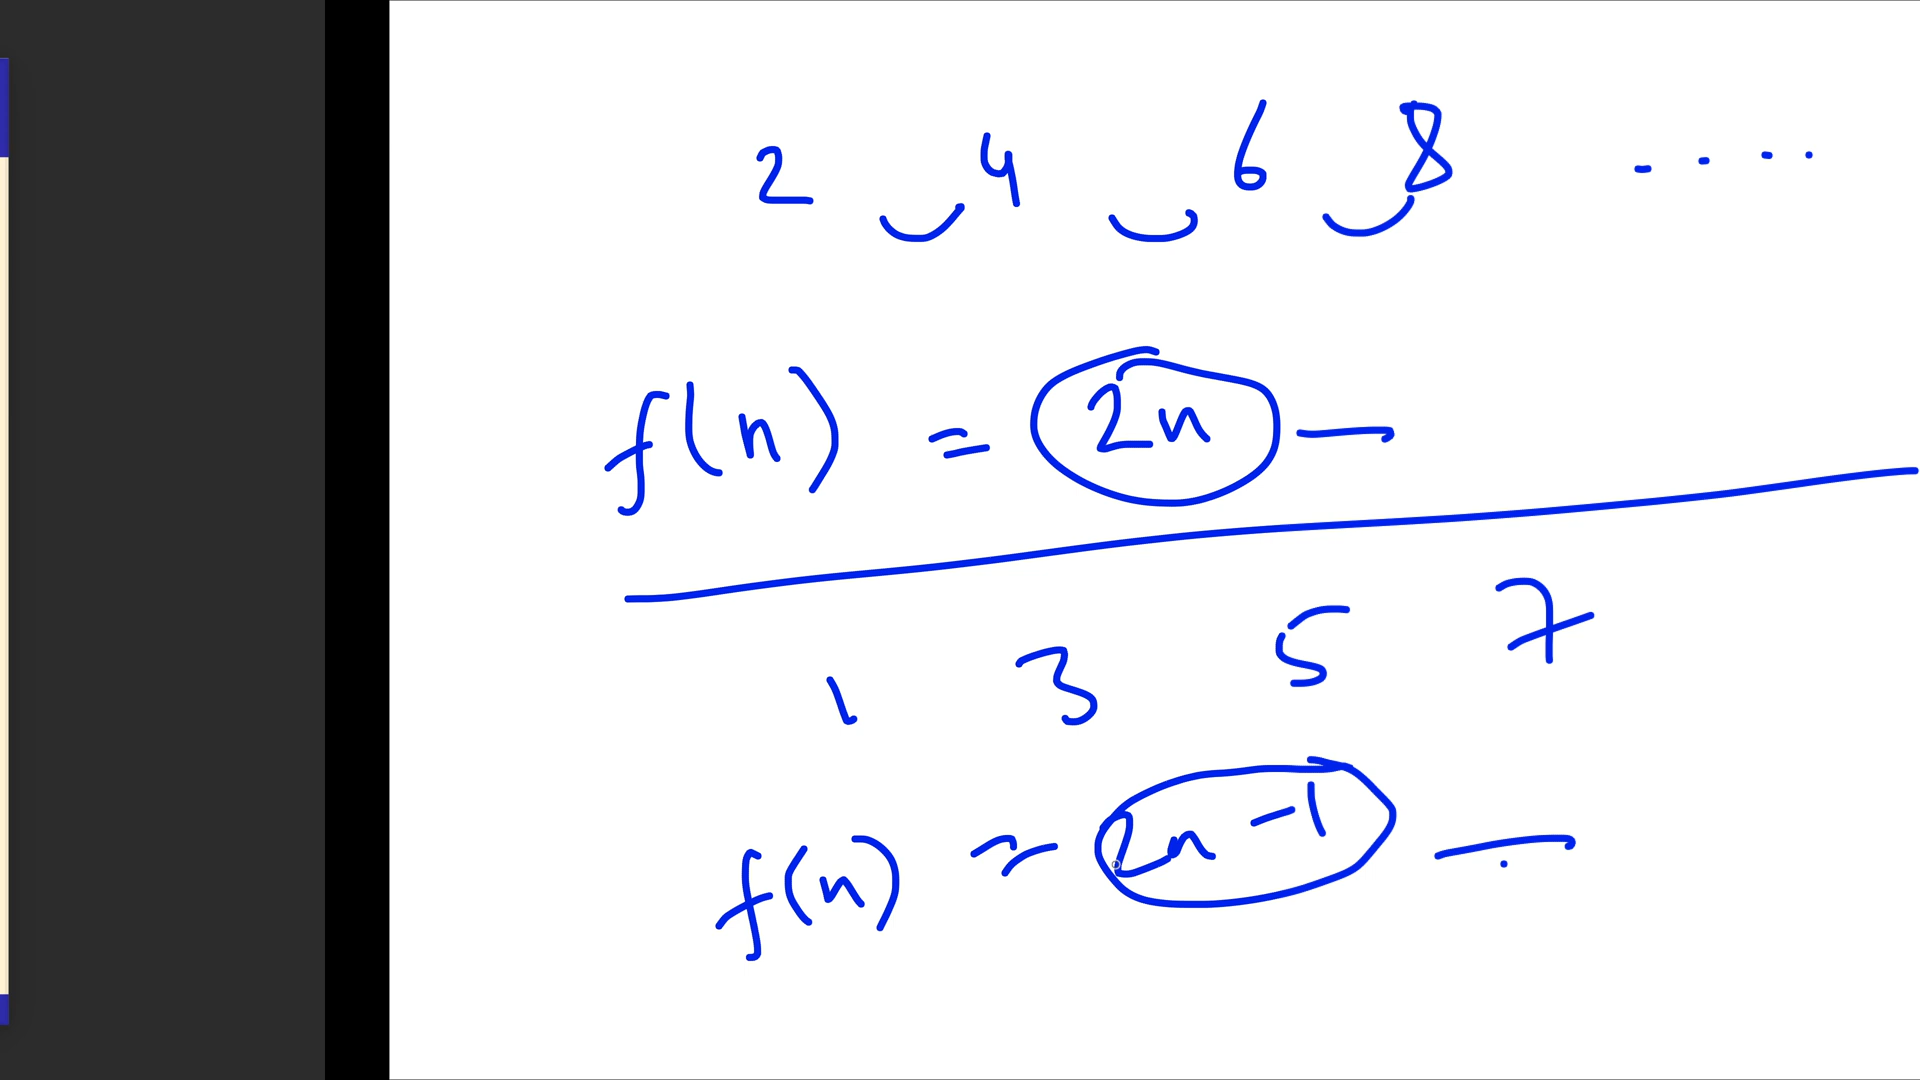 2 4 6 8 ....
f(n) = 2n —
1 3 5 7
f(n) = 2n - 1 —